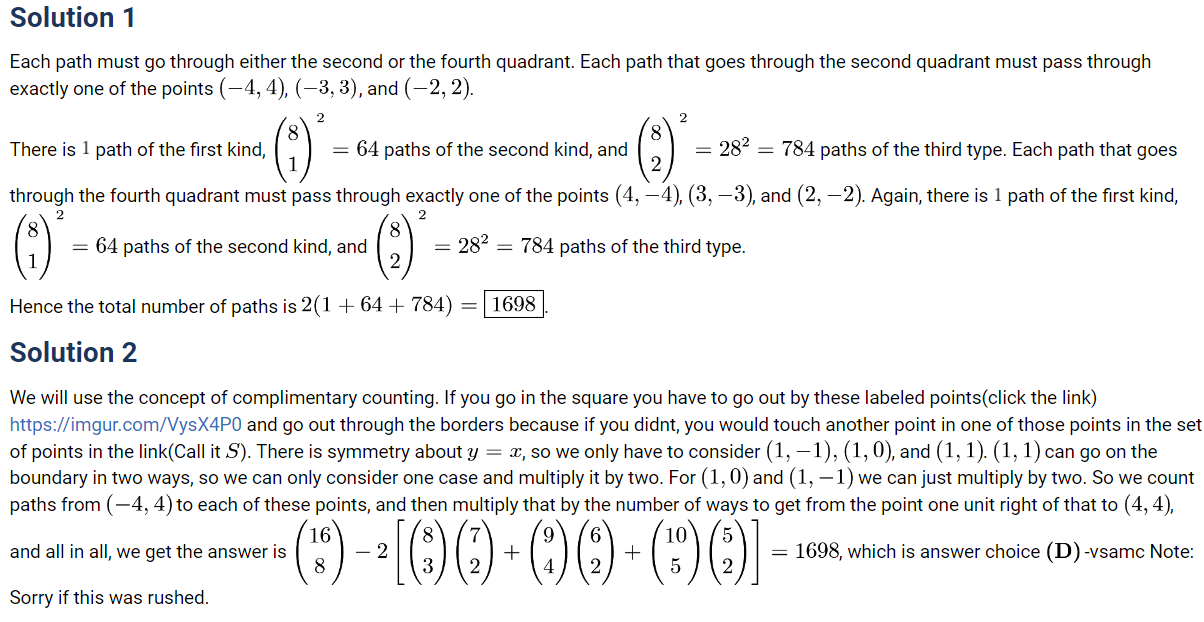 Solution 1
Each path must go through either the second or the fourth quadrant. Each path that goes through the second quadrant must pass through
exactly one of the points (−4, 4), (−3, 3), and (−2, 2).
There is 1 path of the first kind, $\binom{8}{1}^2 = 64$ paths of the second kind, and $\binom{8}{2}^2 = 28^2 = 784$ paths of the third type. Each path that goes
through the fourth quadrant must pass through exactly one of the points (4, −4), (3, −3), and (2, −2). Again, there is 1 path of the first kind,
$\binom{8}{1}^2 = 64$ paths of the second kind, and $\binom{8}{2}^2 = 28^2 = 784$ paths of the third type.
Hence the total number of paths is $2(1 + 64 + 784) = \boxed{1698}$.
Solution 2
We will use the concept of complimentary counting. If you go in the square you have to go out by these labeled points(click the link)
https://imgur.com/VysX4P0 and go out through the borders because if you didnt, you would touch another point in one of those points in the set
of points in the link(Call it $S$). There is symmetry about $y = x$, so we only have to consider (1, −1), (1, 0), and (1, 1). (1, 1) can go on the
boundary in two ways, so we can only consider one case and multiply it by two. For (1, 0) and (1, −1) we can just multiply by two. So we count
paths from (−4, 4) to each of these points, and then multiply that by the number of ways to get from the point one unit right of that to (4, 4),
and all in all, we get the answer is $\binom{16}{8} - 2\left[\binom{8}{3}\binom{7}{2} + \binom{9}{4}\binom{6}{2} + \binom{10}{5}\binom{5}{2}\right] = 1698$, which is answer choice (D) -vsamc Note:
Sorry if this was rushed.